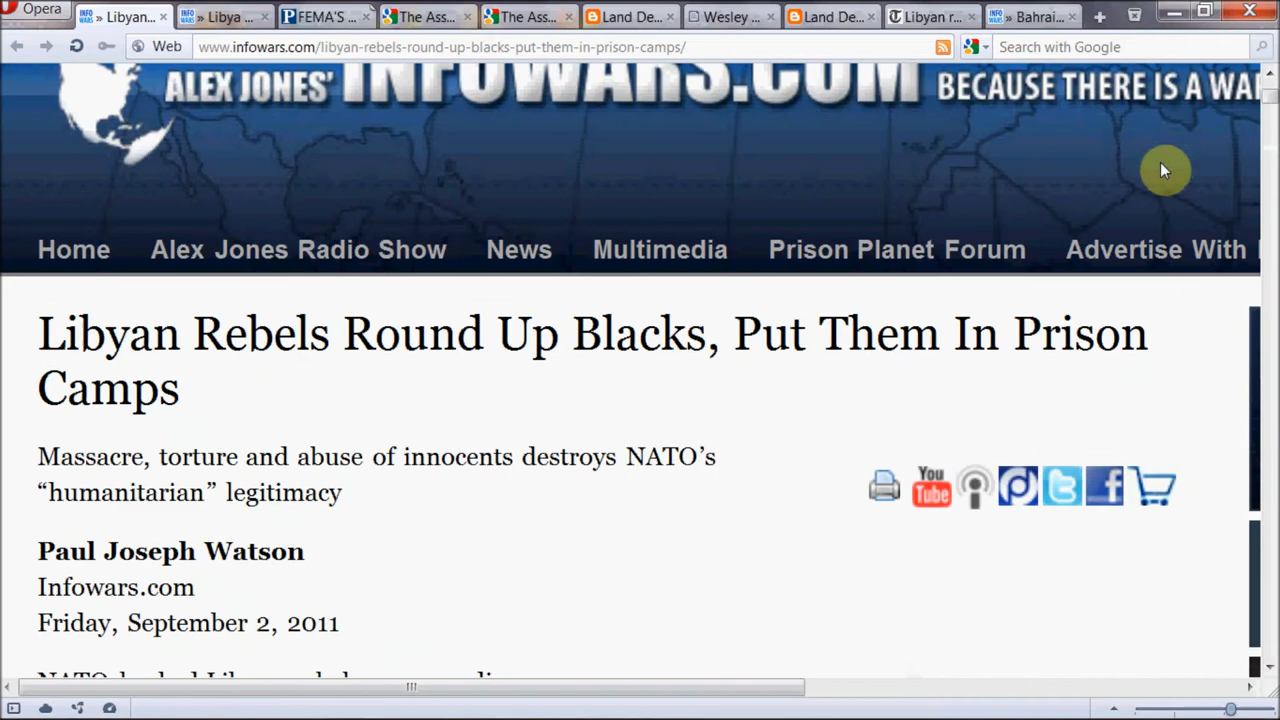 Opera
» Libyan...
» Libya ...
FEMA'S ...
The Ass...
The Ass...
Land De...
Wesley ...
Land De...
Libyan r...
» Bahrai...
Web
www.infowars.com/libyan-rebels-round-up-blacks-put-them-in-prison-camps/
Search with Google
ALEX JONES' INFOWARS.COM BECAUSE THERE IS A WA
Home
Alex Jones Radio Show
News
Multimedia
Prison Planet Forum
Advertise With
Libyan Rebels Round Up Blacks, Put Them In Prison
Camps
Massacre, torture and abuse of innocents destroys NATO’s
“humanitarian” legitimacy
You
Tube
Paul Joseph Watson
Infowars.com
Friday, September 2, 2011